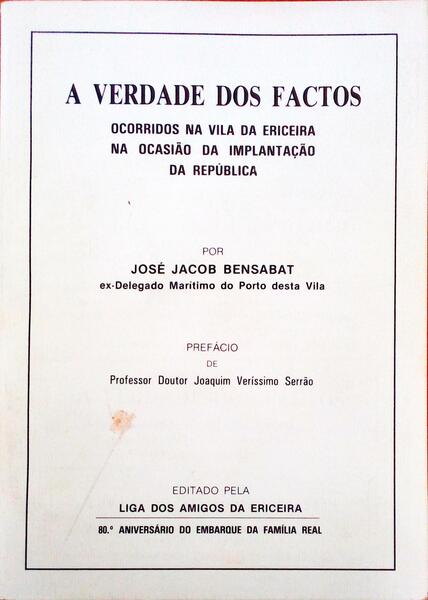 A VERDADE DOS FACTOS
OCORRIDOS NA VILA DA ERICEIRA
NA OCASIÃO DA IMPLANTAÇÃO
DA REPÚBLICA
POR
JOSÉ JACOB BENSABAT
ex-Delegado Marítimo do Porto desta Vila
PREFÁCIO
DE
Professor Doutor Joaquim Veríssimo Serrão
EDITADO PELA
LIGA DOS AMIGOS DA ERICEIRA
80.º ANIVERSÁRIO DO EMBARQUE DA FAMÍLIA REAL